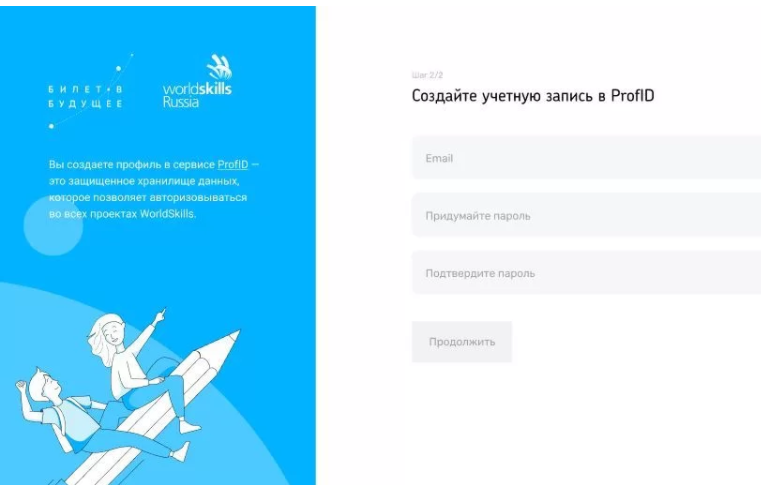 БИЛЕТ В
БУДУЩЕЕ
worldskills
Russia
Вы создаете профиль в сервисе ProfID —
это защищенное хранилище данных,
которое позволяет авторизовываться
во всех проектах WorldSkills.
Шаг 2/2
Создайте учетную запись в ProfID
Email
Придумайте пароль
Подтвердите пароль
Продолжить